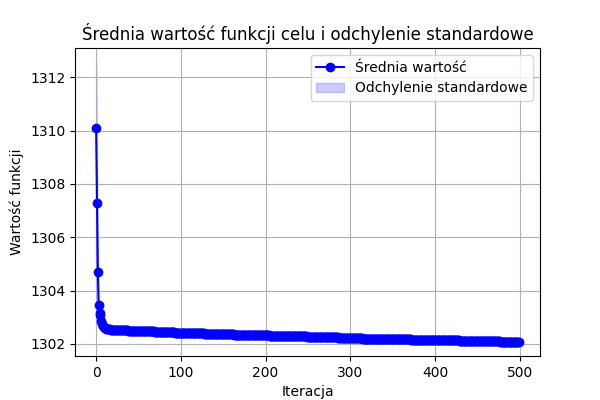 Średnia wartość funkcji celu i odchylenie standardowe
Średnia wartość
Odchylenie standardowe
Wartość funkcji
1312
1310
1308
1306
1304
1302
0 100 200 300 400 500
Iteracja